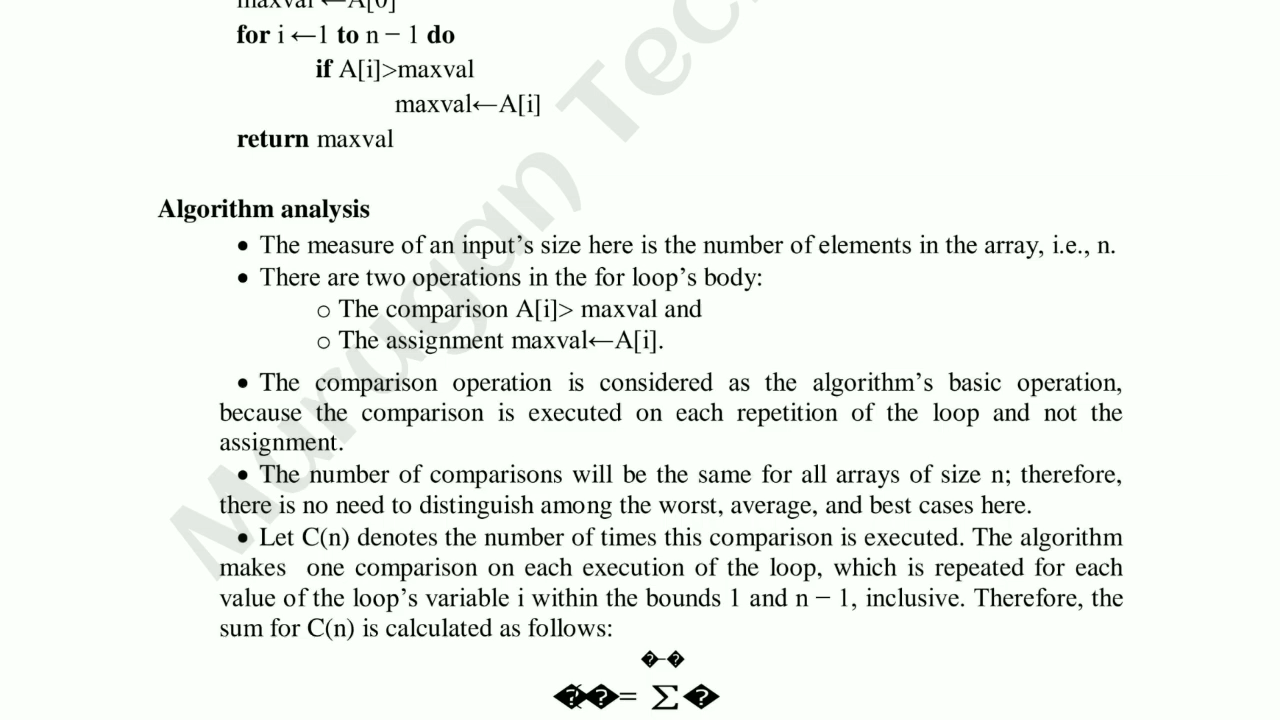 maxval ←A[0]
for i ←1 to n − 1 do
if A[i]>maxval
maxval←A[i]
return maxval
Algorithm analysis
• The measure of an input’s size here is the number of elements in the array, i.e., n.
• There are two operations in the for loop’s body:
o The comparison A[i]> maxval and
o The assignment maxval←A[i].
• The comparison operation is considered as the algorithm’s basic operation,
because the comparison is executed on each repetition of the loop and not the
assignment.
• The number of comparisons will be the same for all arrays of size n; therefore,
there is no need to distinguish among the worst, average, and best cases here.
• Let C(n) denotes the number of times this comparison is executed. The algorithm
makes one comparison on each execution of the loop, which is repeated for each
value of the loop’s variable i within the bounds 1 and n − 1, inclusive. Therefore, the
sum for C(n) is calculated as follows:
�−�
�(�= ∑�
Murugan Tec